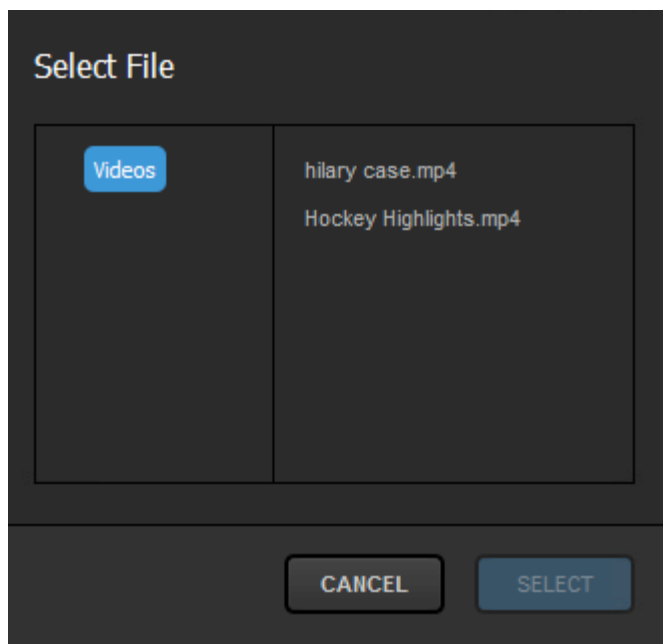 Select File
Videos
hilary case.mp4
Hockey Highlights.mp4
CANCEL
SELECT